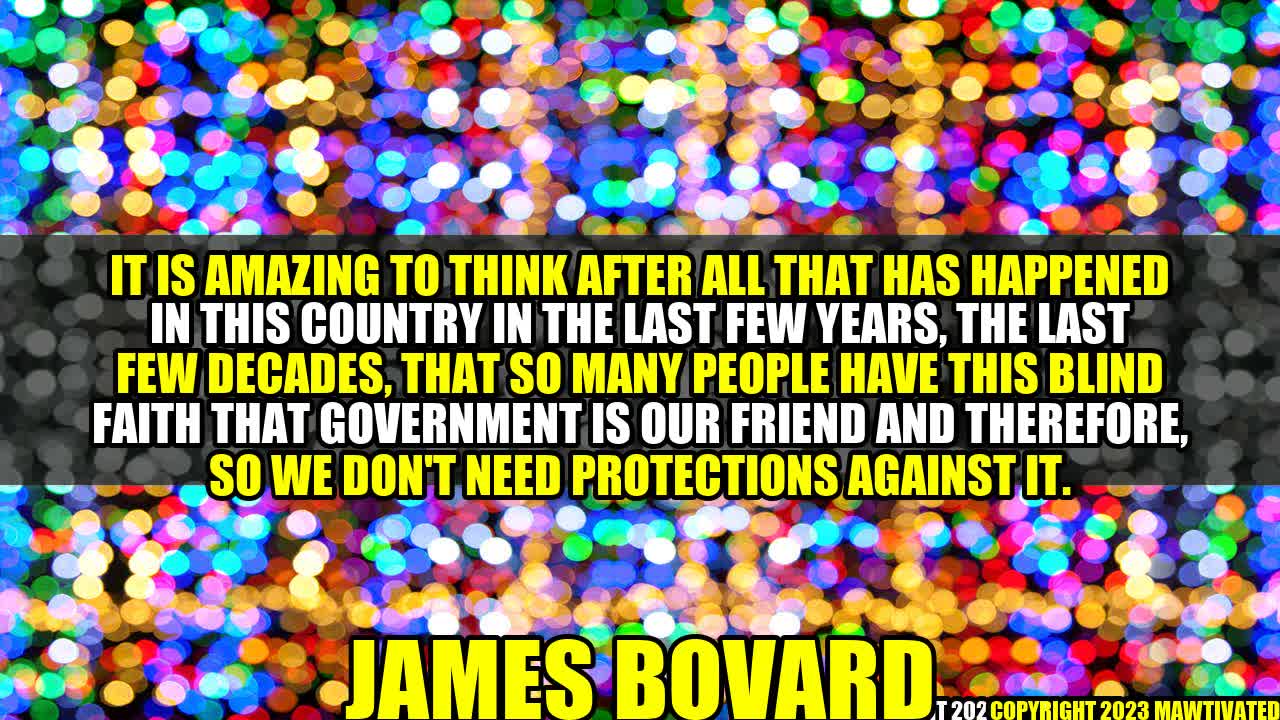 IT IS AMAZING TO THINK AFTER ALL THAT HAS HAPPENED
IN THIS COUNTRY IN THE LAST FEW YEARS, THE LAST
FEW DECADES, THAT SO MANY PEOPLE HAVE THIS BLIND
FAITH THAT GOVERNMENT IS OUR FRIEND AND THEREFORE,
SO WE DON'T NEED PROTECTIONS AGAINST IT.
JAMES BOVARD
T 202 COPYRIGHT 2023 MAWTIVATED